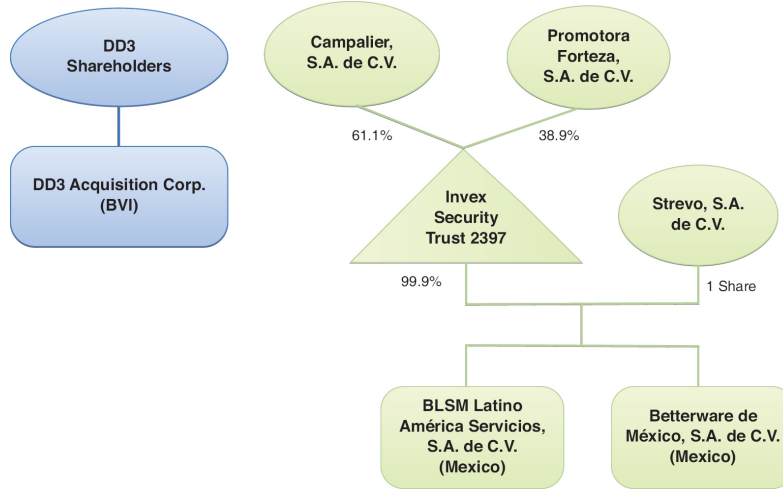 DD3
Shareholders
DD3 Acquisition Corp.
(BVI)
Campalier,
S.A. de C.V.
Promotora
Forteza,
S.A. de C.V.
61.1%
38.9%
Invex
Security
Trust 2397
Strevo, S.A.
de C.V.
99.9%
1 Share
BLSM Latino
América Servicios,
S.A. de C.V.
(Mexico)
Betterware de
México, S.A. de C.V.
(Mexico)